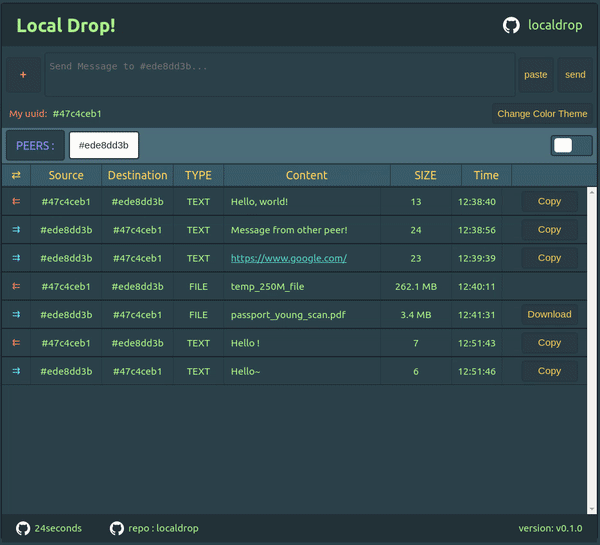 Local Drop! localdrop
+ Send Message to #ede8dd3b... paste send
My uuid: #47c4ceb1 Change Color Theme
PEERS : #ede8dd3b
⇄ Source Destination TYPE Content SIZE Time
⇇ #47c4ceb1 #ede8dd3b TEXT Hello, world! 13 12:38:40 Copy
⇉ #ede8dd3b #47c4ceb1 TEXT Message from other peer! 24 12:38:56 Copy
⇉ #ede8dd3b #47c4ceb1 TEXT https://www.google.com/ 23 12:39:39 Copy
⇇ #47c4ceb1 #ede8dd3b FILE temp_250M_file 262.1 MB 12:40:11
⇉ #ede8dd3b #47c4ceb1 FILE passport_young_scan.pdf 3.4 MB 12:41:31 Download
⇇ #47c4ceb1 #ede8dd3b TEXT Hello ! 7 12:51:43 Copy
⇉ #ede8dd3b #47c4ceb1 TEXT Hello~ 6 12:51:46 Copy
24seconds repo : localdrop version: v0.1.0